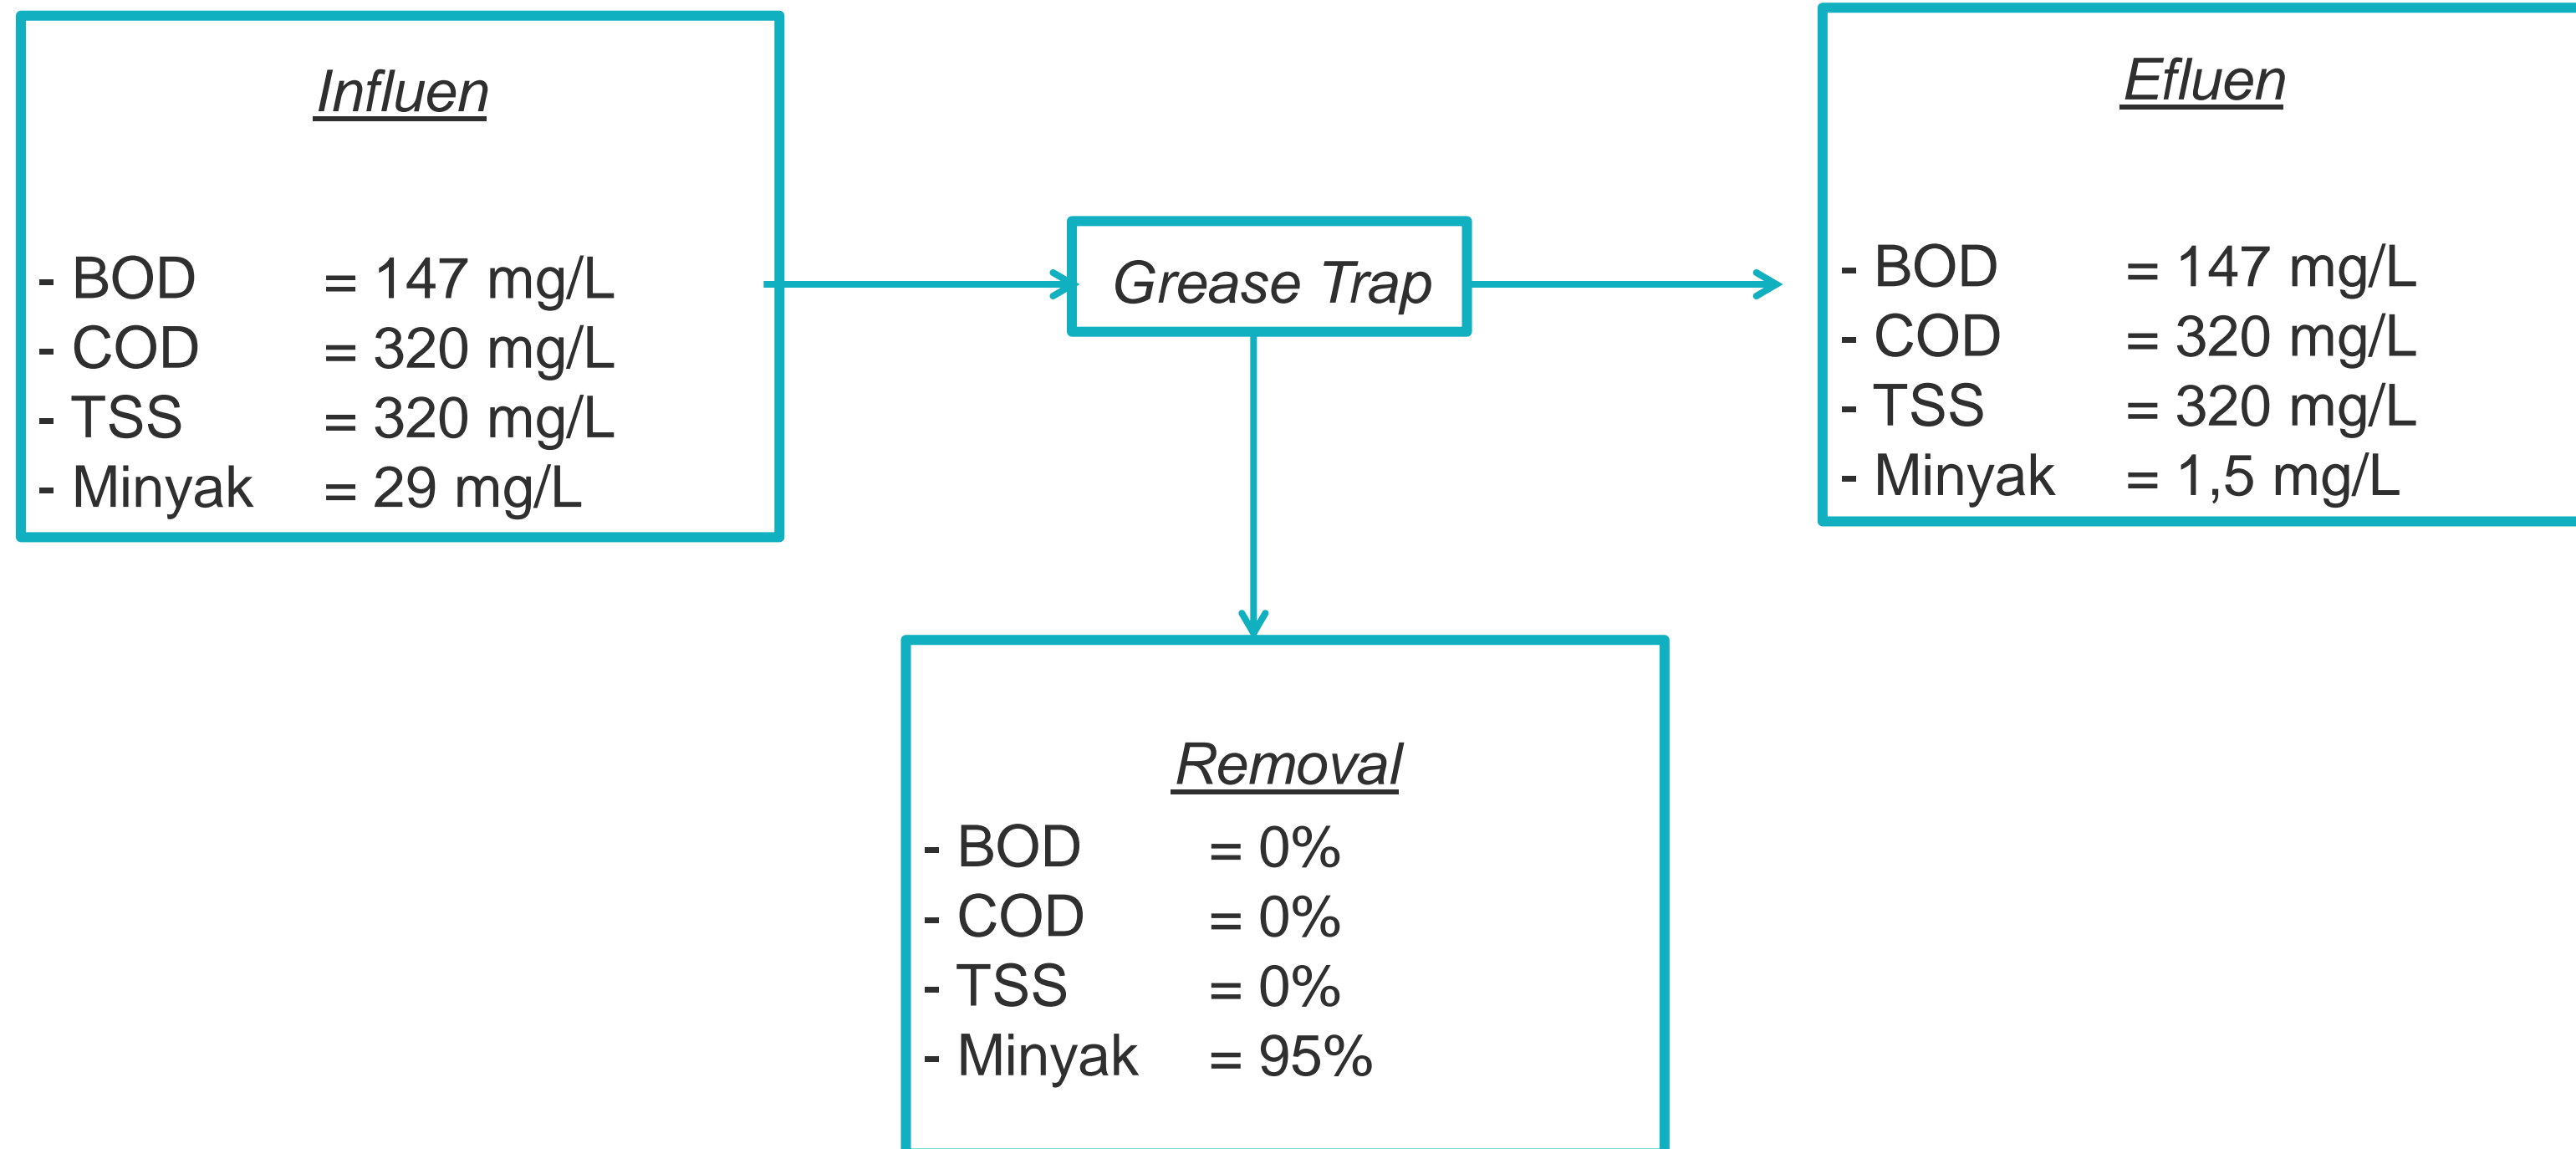 Influen
- BOD = 147 mg/L
- COD = 320 mg/L
- TSS = 320 mg/L
- Minyak = 29 mg/L
Grease Trap
Efluen
- BOD = 147 mg/L
- COD = 320 mg/L
- TSS = 320 mg/L
- Minyak = 1,5 mg/L
Removal
- BOD = 0%
- COD = 0%
- TSS = 0%
- Minyak = 95%